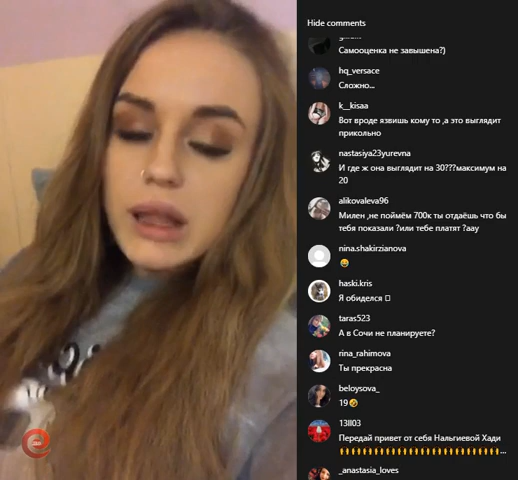 Hide comments
Самооценка не завышена?)
hq_versace
Сложно...
k__kisaa
Вот вроде язвишь кому то ,а это выглядит
прикольно
nastasiya23yurevna
И где ж она выглядит на 30???максимум на
20
alikovaleva96
Милен ,не поймём 700к ты отдаёшь что бы
тебя показали ?или тебе платят ?аау
nina.shakirzianova
😄
haski.kris
Я обиделся
taras523
А в Сочи не планируете?
rina_rahimova
Ты прекрасна
beloysova_
19🤣
13ll03
Передай привет от себя Нальгиевой Хади
...
_anastasia_loves